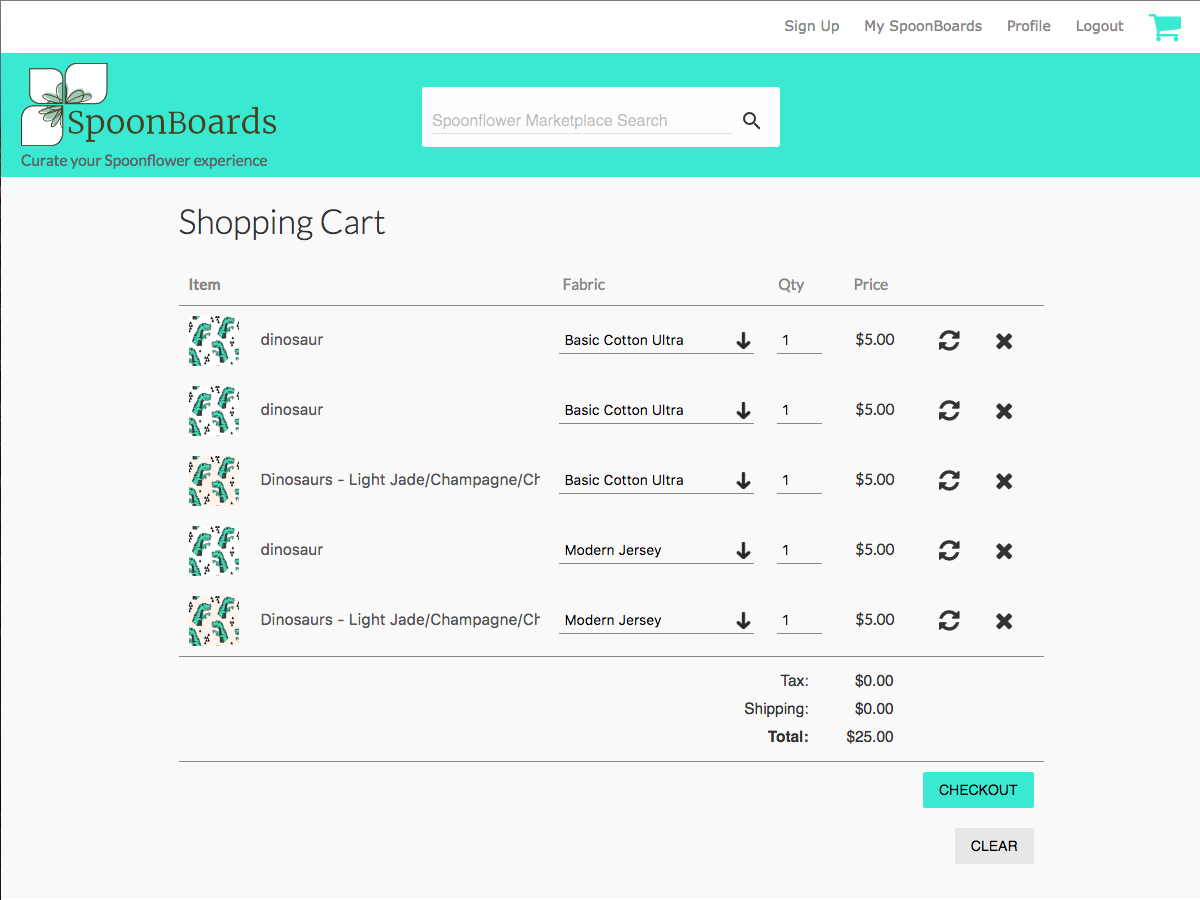 Sign Up My SpoonBoards Profile Logout
SpoonBoards
Curate your Spoonflower experience
Spoonflower Marketplace Search
Shopping Cart
Item Fabric Qty Price
dinosaur Basic Cotton Ultra 1 $5.00
dinosaur Basic Cotton Ultra 1 $5.00
Dinosaurs - Light Jade/Champagne/Ch Basic Cotton Ultra 1 $5.00
dinosaur Modern Jersey 1 $5.00
Dinosaurs - Light Jade/Champagne/Ch Modern Jersey 1 $5.00
Tax: $0.00
Shipping: $0.00
Total: $25.00
CHECKOUT
CLEAR